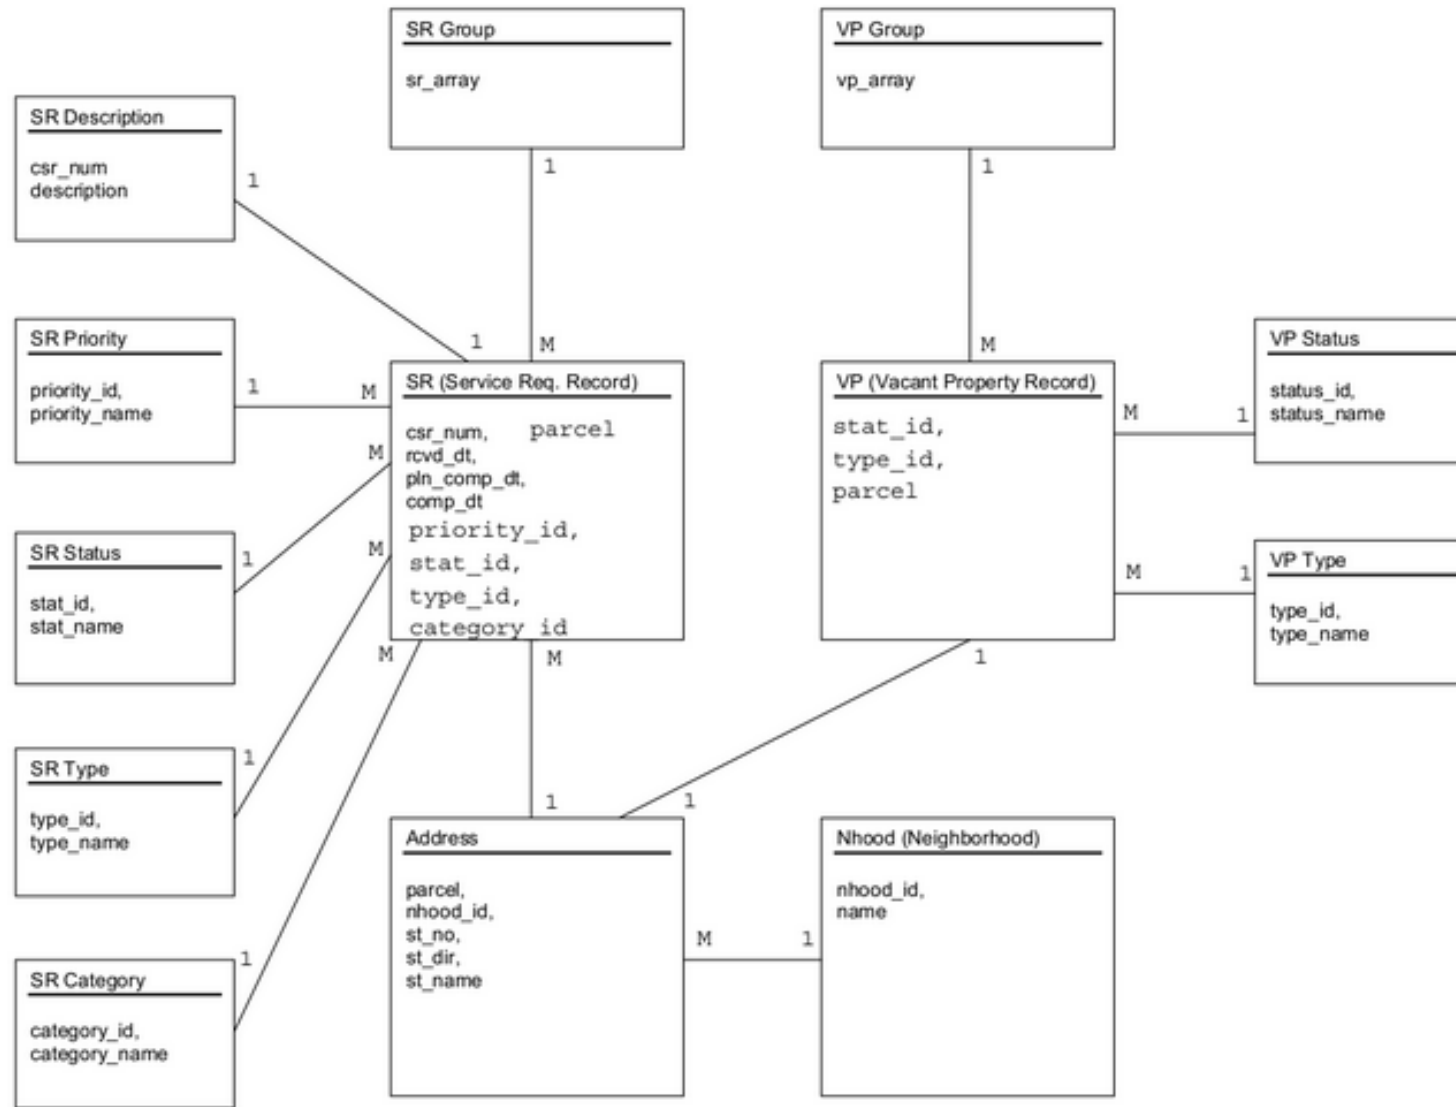 SR Group
sr_array
VP Group
vp_array
SR Description
csr_num
description
1
1
1
SR Priority
priority_id,
priority_name
1
M
1
M
M
SR (Service Req. Record)
csr_num, parcel
rcvd_dt,
pln_comp_dt,
comp_dt
priority_id,
stat_id,
type_id,
category_id
VP (Vacant Property Record)
stat_id,
type_id,
parcel
VP Status
status_id,
status_name
M
1
M
SR Status
stat_id,
stat_name
1
M
VP Type
type_id,
type_name
M
1
M
M
1
SR Type
type_id,
type_name
1
1
1
Address
parcel,
nhood_id,
st_no,
st_dir,
st_name
Nhood (Neighborhood)
nhood_id,
name
M
1
SR Category
category_id,
category_name
1